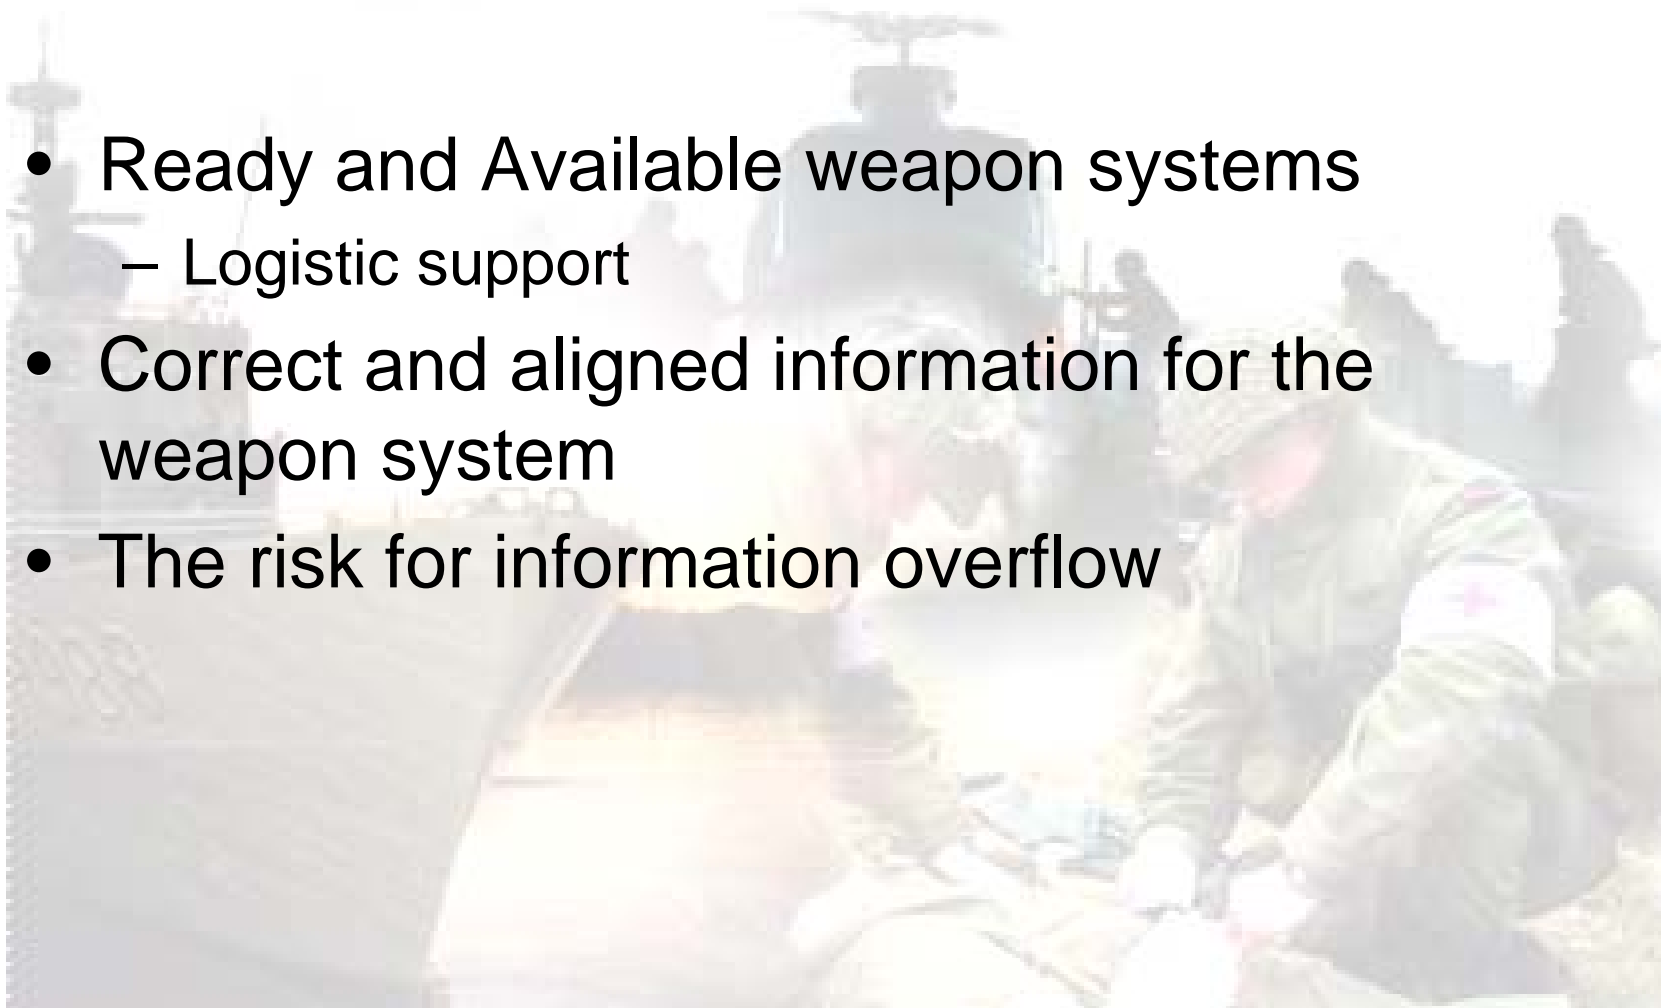 • Ready and Available weapon systems
– Logistic support
• Correct and aligned information for the
weapon system
• The risk for information overflow